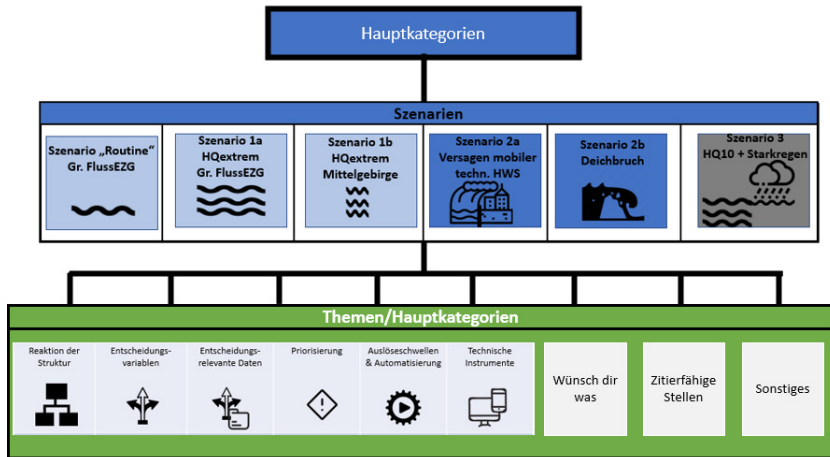 Hauptkategorien
Szenarien
Szenario „Routine“
Gr. FlussEZG
Szenario 1a
HQextrem
Gr. FlussEZG
Szenario 1b
HQextrem
Mittelgebirge
Szenario 2a
Versagen mobiler
techn. HWS
Szenario 2b
Deichbruch
Szenario 3
HQ10 + Starkregen
Themen/Hauptkategorien
Reaktion der
Struktur
Entscheidungs-
variablen
Entscheidungs-
relevante Daten
Priorisierung
Auslöseschwellen
& Automatisierung
Technische
Instrumente
Wünsch dir
was
Zitierfähige
Stellen
Sonstiges